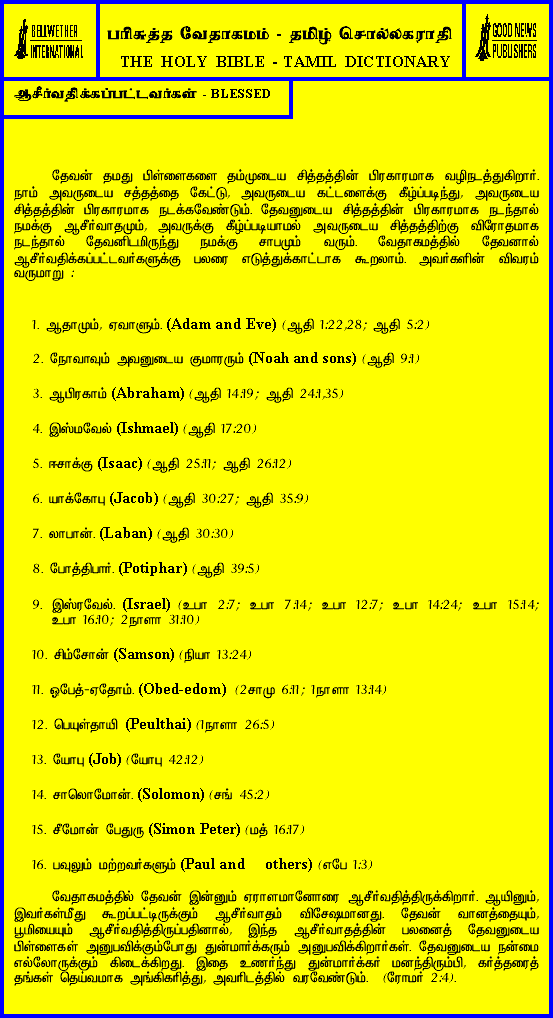 BELLWETHER
INTERNATIONAL
பரிசுத்த வேதாகமம் - தமிழ் சொல்லகராதி
THE HOLY BIBLE - TAMIL DICTIONARY
GOOD NEWS
PUBLISHERS
ஆசீர்வதிக்கப்பட்டவர்கள் - BLESSED
தேவன் தமது பிள்ளைகளை தம்முடைய சித்தத்தின் பிரகாரமாக வழிநடத்துகிறார்.
நாம் அவருடைய சத்தத்தை கேட்டு, அவருடைய கட்டளைக்கு கீழ்ப்படிந்து, அவருடைய
சித்தத்தின் பிரகாரமாக நடக்கவேண்டும். தேவனுடைய சித்தத்தின் பிரகாரமாக நடந்தால்
நமக்கு ஆசீர்வாதமும், அவருக்கு கீழ்ப்படியாமல் அவருடைய சித்தத்திற்கு விரோதமாக
நடந்தால் தேவனிடமிருந்து நமக்கு சாபமும் வரும். வேதாகமத்தில் தேவனால்
ஆசீர்வதிக்கப்பட்டவர்களுக்கு பலரை எடுத்துக்காட்டாக கூறலாம். அவர்களின் விவரம்
வருமாறு :
1. ஆதாமும், ஏவாளும். (Adam and Eve) (ஆதி 1:22,28; ஆதி 5:2)
2. நோவாவும் அவனுடைய குமாரரும் (Noah and sons) (ஆதி 9:1)
3. ஆபிரகாம் (Abraham) (ஆதி 14:19; ஆதி 24:1,35)
4. இஸ்மவேல் (Ishmael) (ஆதி 17:20)
5. ஈசாக்கு (Isaac) (ஆதி 25:11; ஆதி 26:12)
6. யாக்கோபு (Jacob) (ஆதி 30:27; ஆதி 35:9)
7. லாபான். (Laban) (ஆதி 30:30)
8. போத்திபார். (Potiphar) (ஆதி 39:5)
9. இஸ்ரவேல். (Israel) (உபா 2:7; உபா 7:14; உபா 12:7; உபா 14:24; உபா 15:14;
உபா 16:10; 2நாளா 31:10)
10. சிம்சோன் (Samson) (நியா 13:24)
11. ஓபேத்-ஏதோம். (Obed-edom) (2சாமு 6:11; 1நாளா 13:14)
12. பெயுள்தாயி (Peulthai) (1நாளா 26:5)
13. யோபு (Job) (யோபு 42:12)
14. சாலொமோன். (Solomon) (சங் 45:2)
15. சீமோன் பேதுரு (Simon Peter) (மத் 16:17)
16. பவுலும் மற்றவர்களும் (Paul and others) (எபே 1:3)
வேதாகமத்தில் தேவன் இன்னும் ஏராளமானோரை ஆசீர்வதித்திருக்கிறார். ஆயினும்,
இவர்கள்மீது கூறப்பட்டிருக்கும் ஆசீர்வாதம் விசேஷமானது. தேவன் வானத்தையும்,
பூமியையும் ஆசீர்வதித்திருப்பதினால், இந்த ஆசீர்வாதத்தின் பலனைத் தேவனுடைய
பிள்ளைகள் அனுபவிக்கும்போது துன்மார்க்கரும் அனுபவிக்கிறார்கள். தேவனுடைய நன்மை
எல்லோருக்கும் கிடைக்கிறது. இதை உணர்ந்து துன்மார்க்கர் மனந்திரும்பி, கர்த்தரைத்
தங்கள் தெய்வமாக அங்கிகரித்து, அவரிடத்தில் வரவேண்டும். (ரோமர் 2:4).